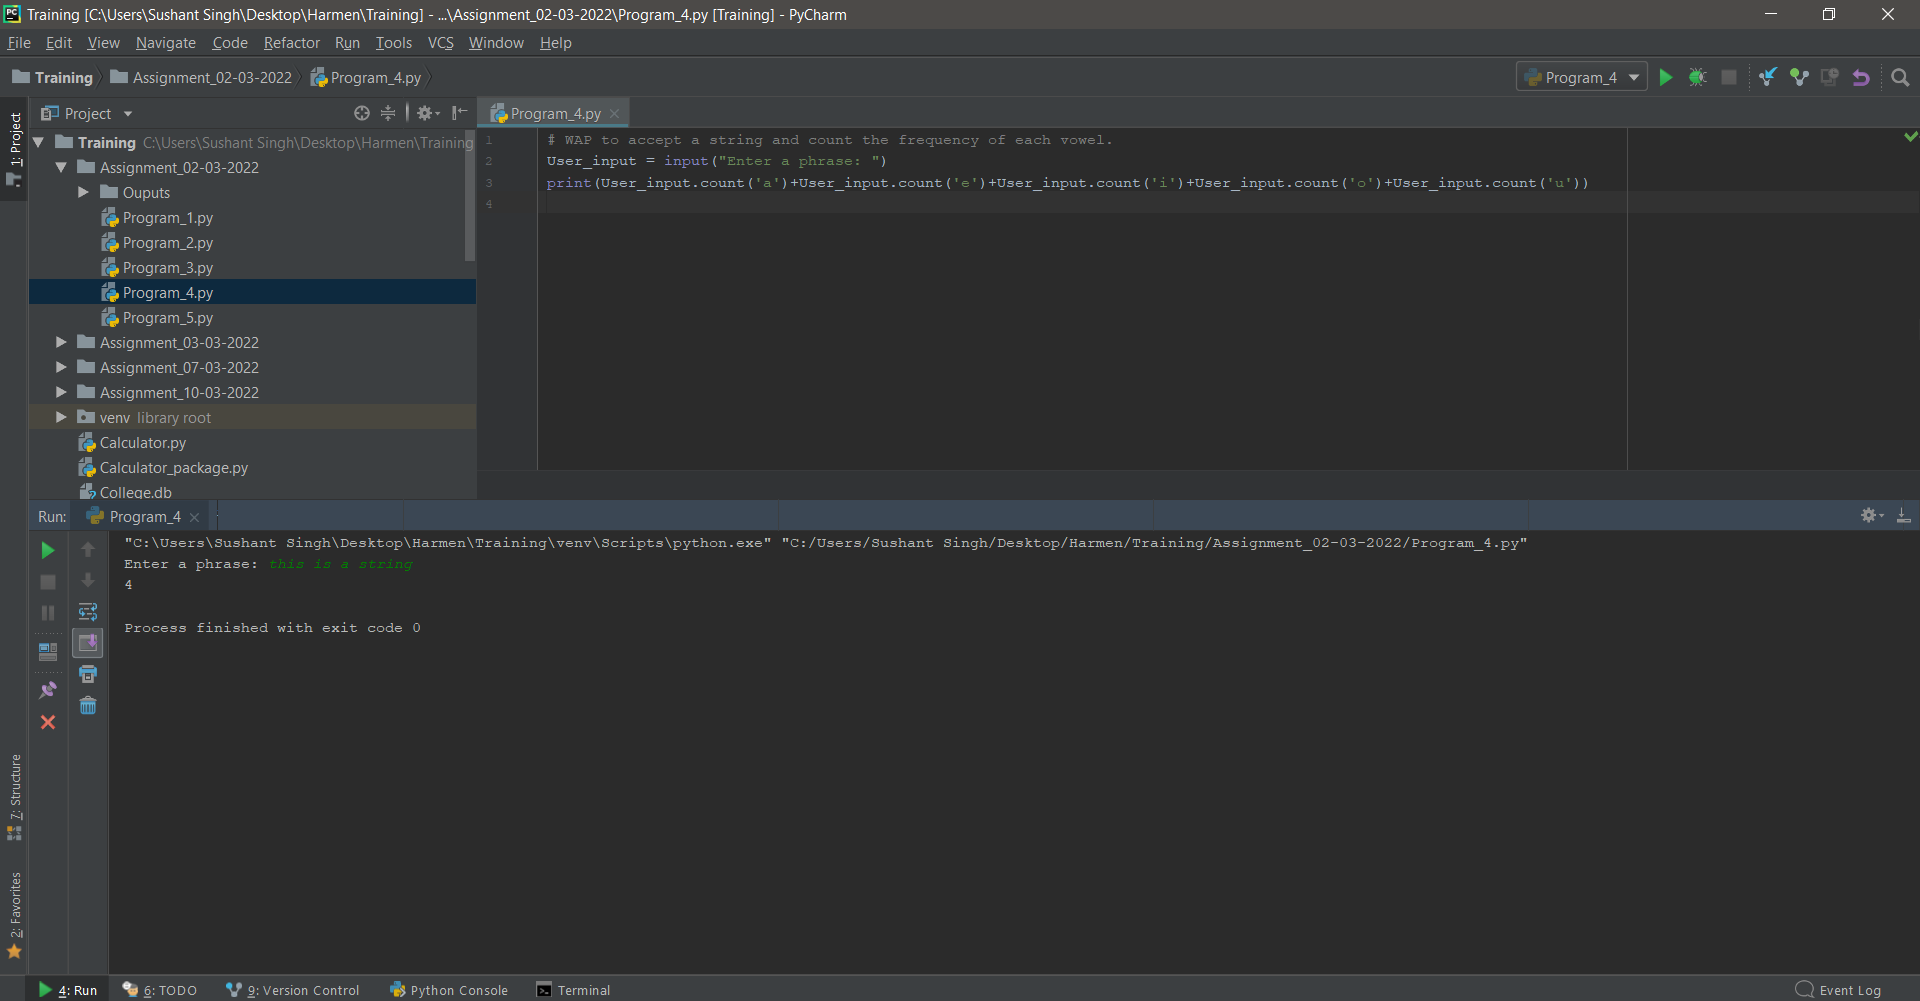 Training [C:\Users\Sushant Singh\Desktop\Harmen\Training] - ...\Assignment_02-03-2022\Program_4.py [Training] - PyCharm
File Edit View Navigate Code Refactor Run Tools VCS Window Help
Training Assignment_02-03-2022 Program_4.py Program_4
1: Project
Project
Program_4.py
Training C:\Users\Sushant Singh\Desktop\Harmen\Training
Assignment_02-03-2022
Ouputs
Program_1.py
Program_2.py
Program_3.py
Program_4.py
Program_5.py
Assignment_03-03-2022
Assignment_07-03-2022
Assignment_10-03-2022
venv library root
Calculator.py
Calculator_package.py
College.db
1 # WAP to accept a string and count the frequency of each vowel.
2 User_input = input("Enter a phrase: ")
3 print(User_input.count('a')+User_input.count('e')+User_input.count('i')+User_input.count('o')+User_input.count('u'))
4
Run: Program_4
"C:\Users\Sushant Singh\Desktop\Harmen\Training\venv\Scripts\python.exe" "C:/Users/Sushant Singh/Desktop/Harmen/Training/Assignment_02-03-2022/Program_4.py"
Enter a phrase: this is a string
4
Process finished with exit code 0
7: Structure
2: Favorites
4: Run 6: TODO 9: Version Control Python Console Terminal Event Log